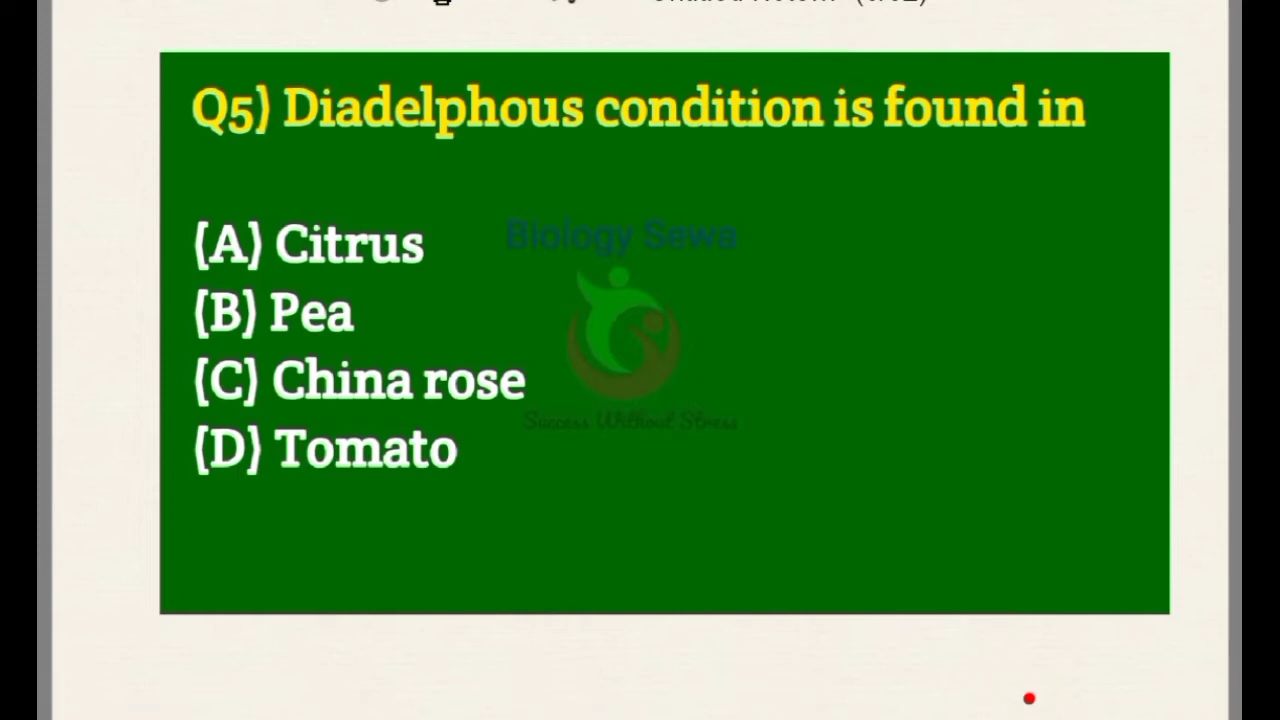 Q5) Diadelphous condition is found in
(A) Citrus
Biology Sewa
(B) Pea
(C) China rose
Success Without Stress
(D) Tomato